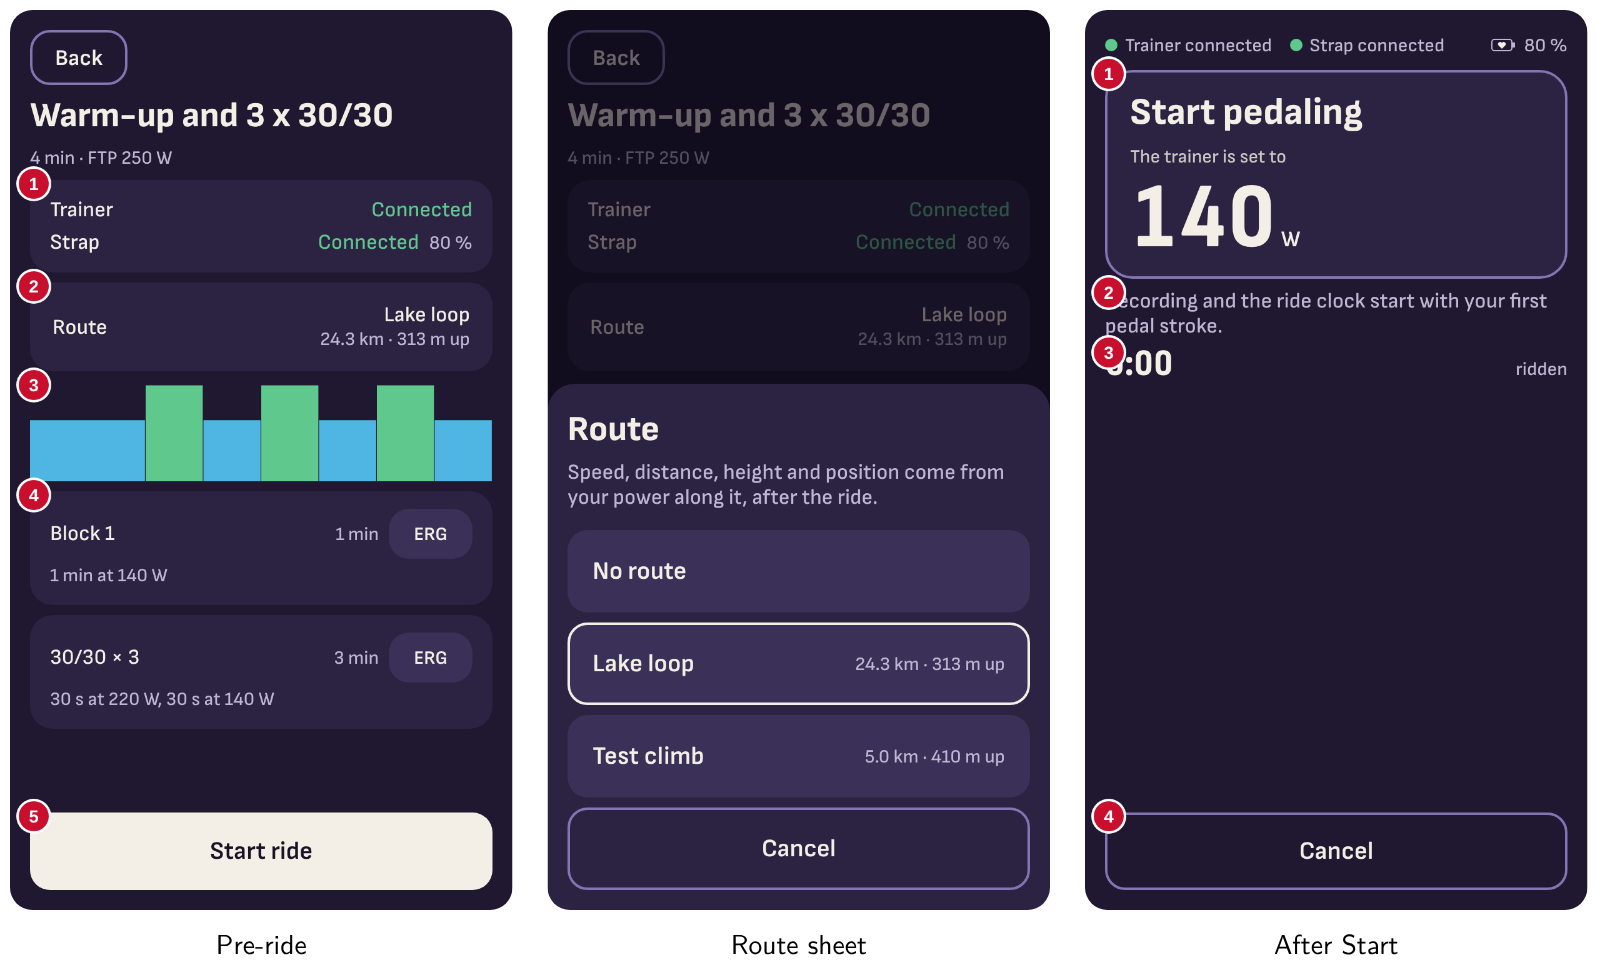 Back
Warm-up and 3 x 30/30
4 min · FTP 250 W
1
Trainer Connected
Strap Connected 80 %
2
Route Lake loop
24.3 km · 313 m up
3
4
Block 1 1 min ERG
1 min at 140 W
30/30 × 3 3 min ERG
30 s at 220 W, 30 s at 140 W
5
Start ride
Pre-ride
Back
Warm-up and 3 x 30/30
4 min · FTP 250 W
Trainer Connected
Strap Connected 80 %
Route Lake loop
24.3 km · 313 m up
Route
Speed, distance, height and position come from
your power along it, after the ride.
No route
Lake loop 24.3 km · 313 m up
Test climb 5.0 km · 410 m up
Cancel
Route sheet
Trainer connected Strap connected 80 %
1
Start pedaling
The trainer is set to
140 W
2
ecording and the ride clock start with your first
pedal stroke.
3
:00 ridden
4
Cancel
After Start